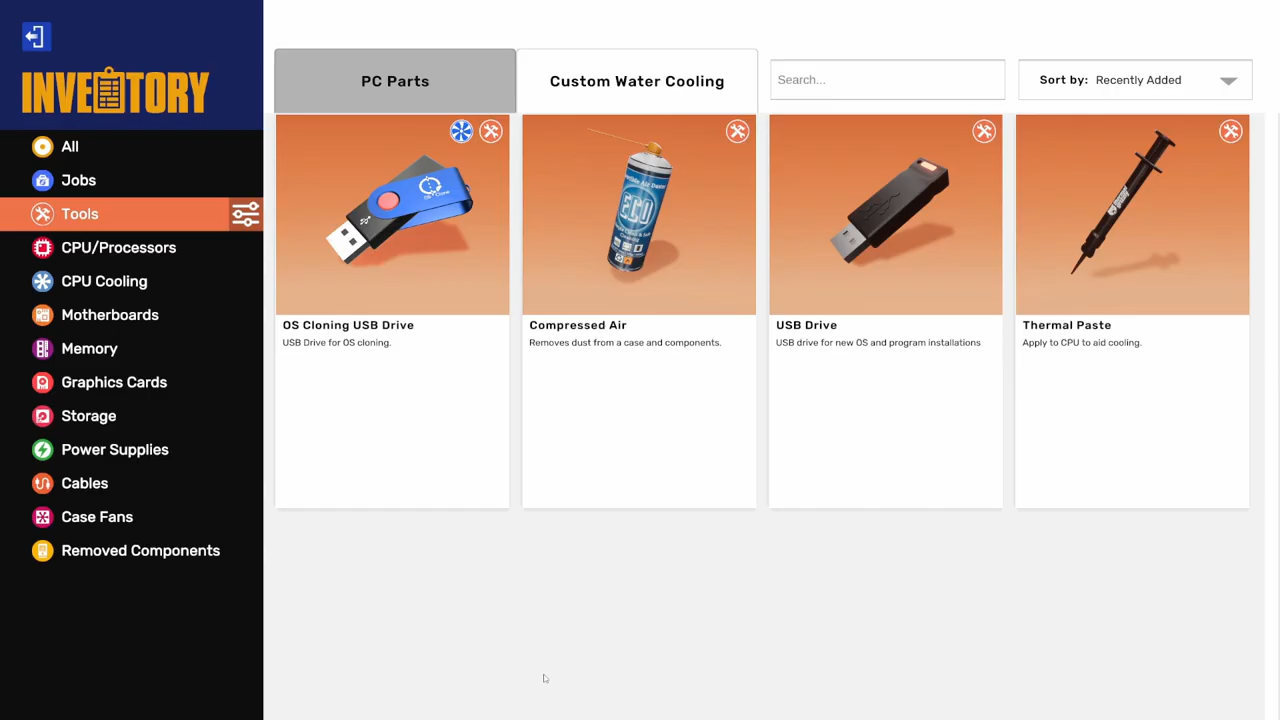 INVENTORY
All
Jobs
Tools
CPU/Processors
CPU Cooling
Motherboards
Memory
Graphics Cards
Storage
Power Supplies
Cables
Case Fans
Removed Components
PC Parts
Custom Water Cooling
Search...
Sort by: Recently Added
OS Cloning USB Drive
USB Drive for OS cloning.
ECO
Compressed Air
Removes dust from a case and components.
USB Drive
USB drive for new OS and program installations
Thermal Paste
Apply to CPU to aid cooling.